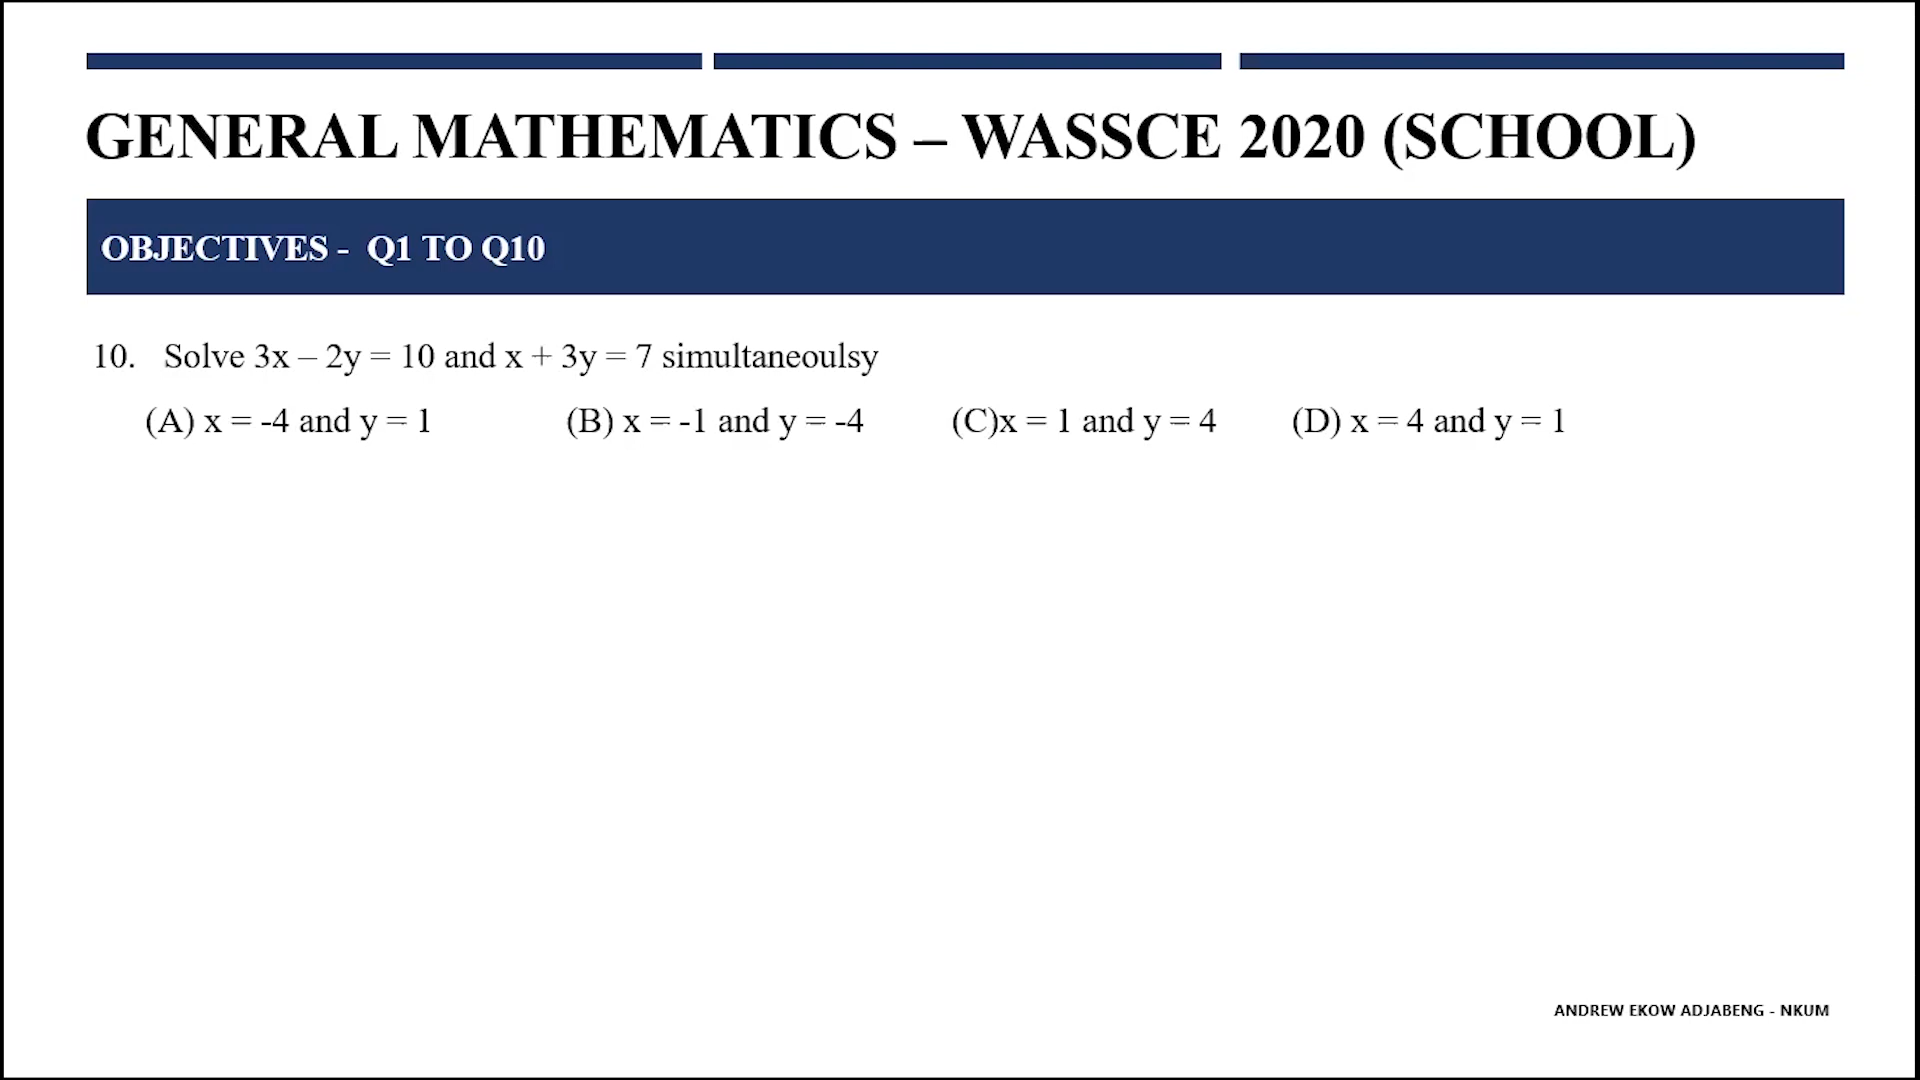 GENERAL MATHEMATICS – WASSCE 2020 (SCHOOL)
OBJECTIVES - Q1 TO Q10
10. Solve 3x – 2y = 10 and x + 3y = 7 simultaneoulsy
(A) x = -4 and y = 1 (B) x = -1 and y = -4 (C)x = 1 and y = 4 (D) x = 4 and y = 1
ANDREW EKOW ADJABENG - NKUM